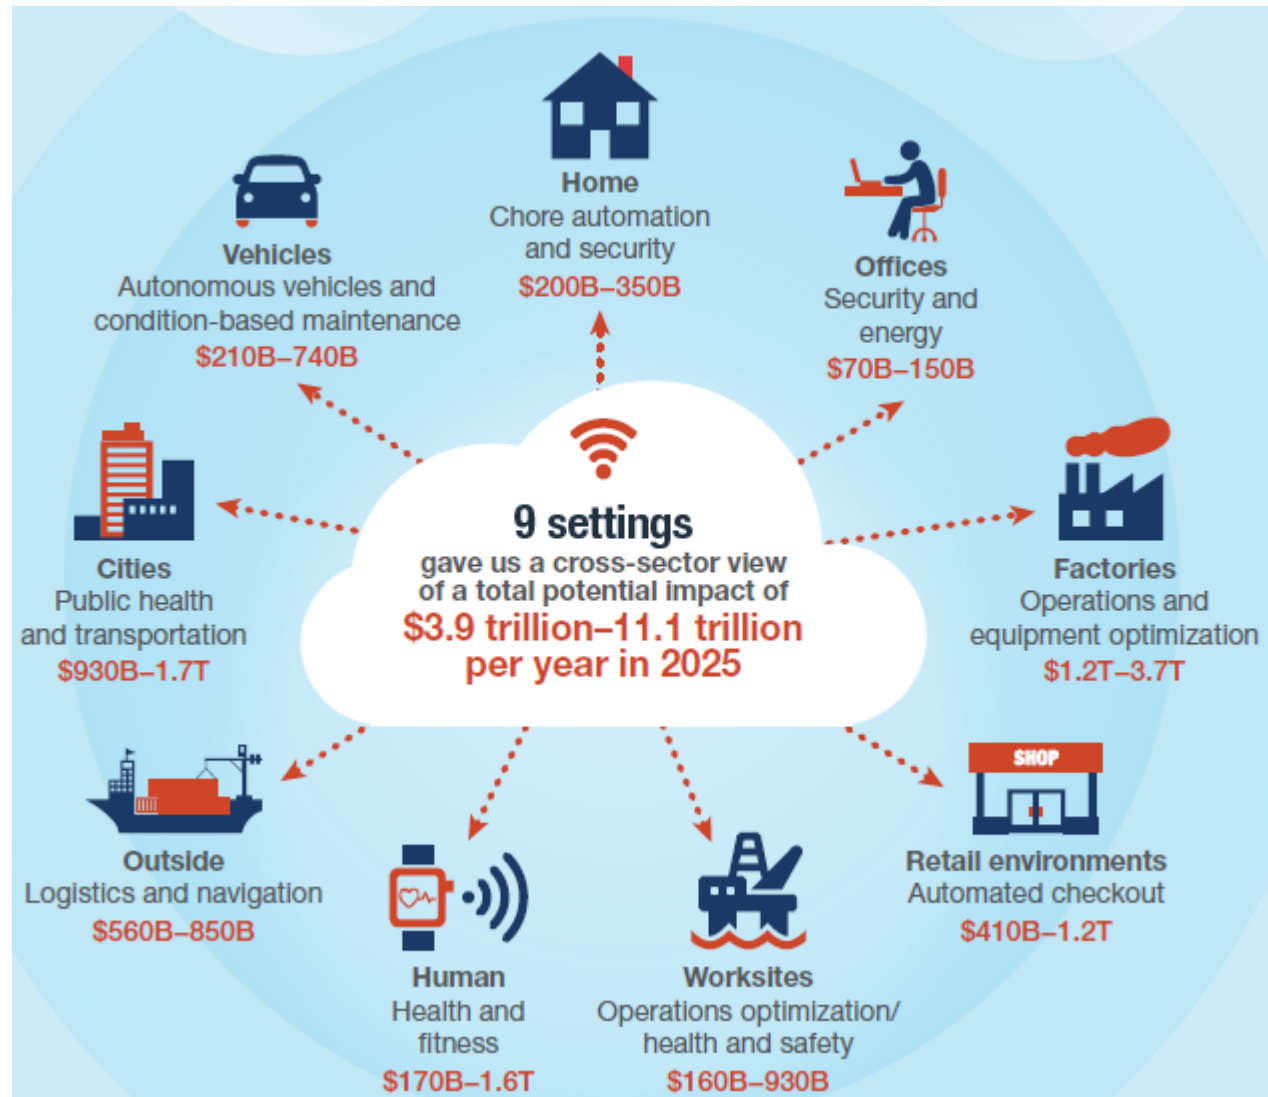 Home
Chore automation
and security
$200B–350B
Offices
Security and
energy
$70B–150B
Vehicles
Autonomous vehicles and
condition-based maintenance
$210B–740B
9 settings
gave us a cross-sector view
of a total potential impact of
$3.9 trillion–11.1 trillion
per year in 2025
Cities
Public health
and transportation
$930B–1.7T
Factories
Operations and
equipment optimization
$1.2T–3.7T
Outside
Logistics and navigation
$560B–850B
SHOP
Retail environments
Automated checkout
$410B–1.2T
Human
Health and
fitness
$170B–1.6T
Worksites
Operations optimization/
health and safety
$160B–930B